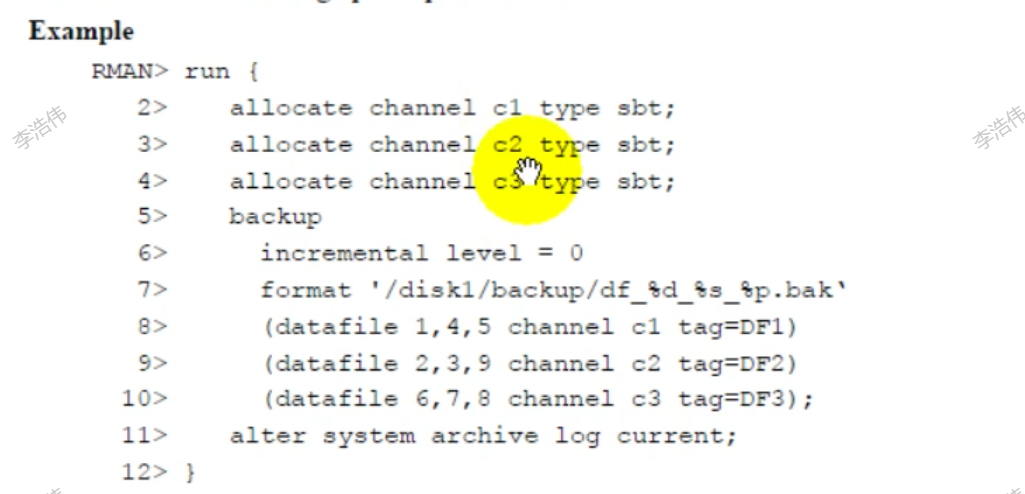 Example
RMAN> run {
2> allocate channel c1 type sbt;
3> allocate channel c2 type sbt;
4> allocate channel c3 type sbt;
5> backup
6> incremental level = 0
7> format '/disk1/backup/df_%d_%s_%p.bak‘
8> (datafile 1,4,5 channel c1 tag=DF1)
9> (datafile 2,3,9 channel c2 tag=DF2)
10> (datafile 6,7,8 channel c3 tag=DF3);
11> alter system archive log current;
12> }
李浩伟
李浩伟